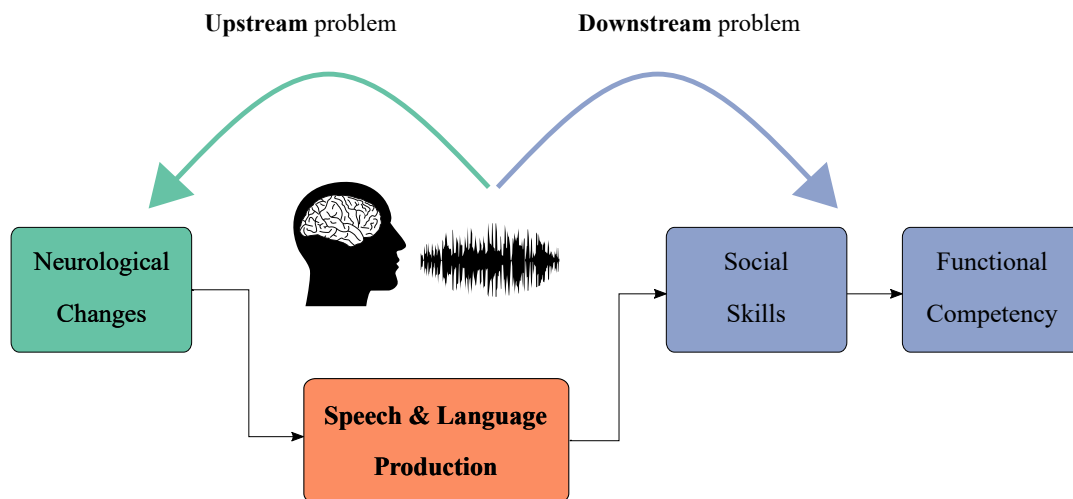 Upstream problem
Downstream problem
Neurological
Changes
Social
Skills
Functional
Competency
Speech & Language
Production